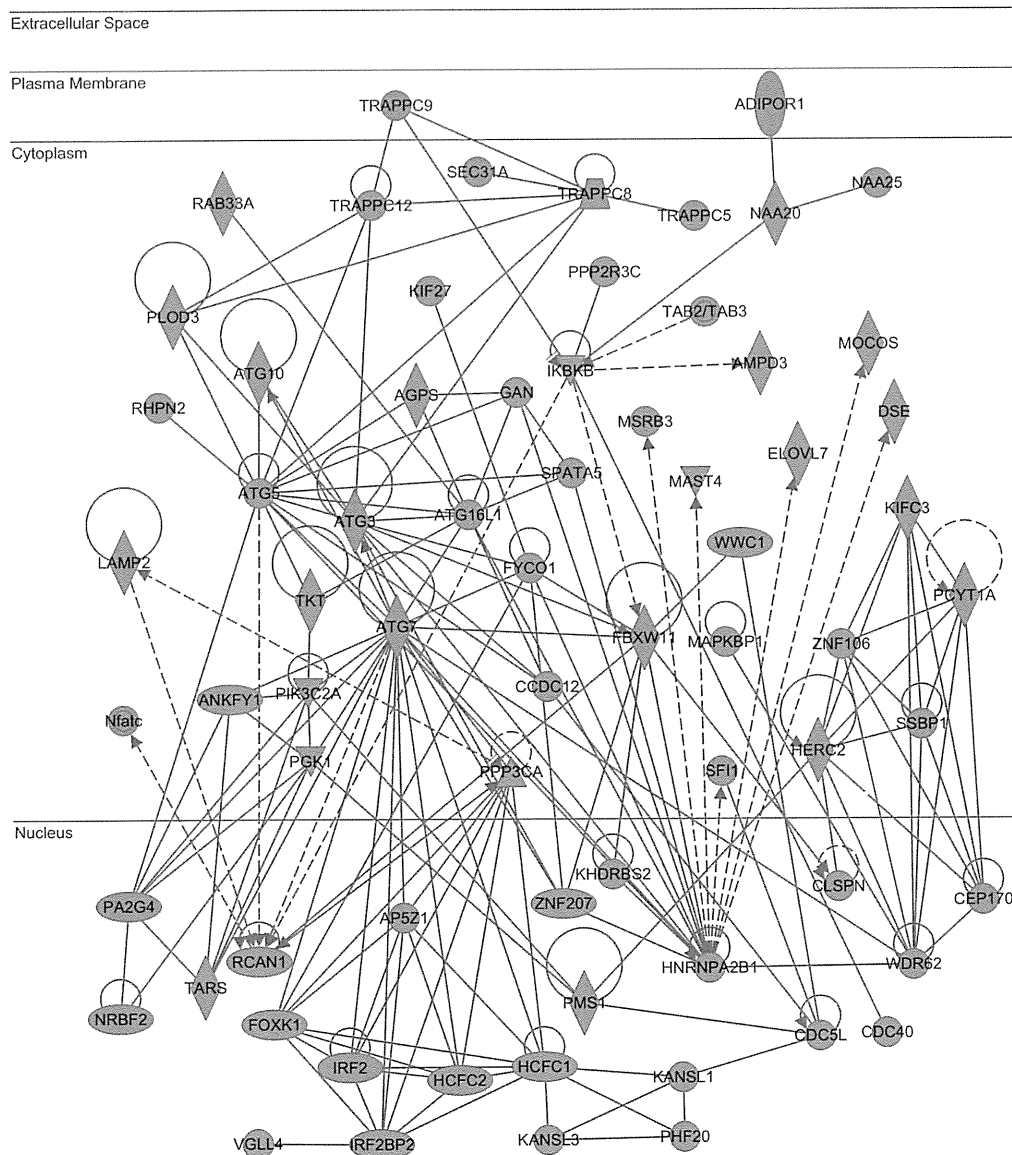 Extracellular Space
Plasma Membrane
TRAPPC9
ADIPOR1
Cytoplasm
SEC31A
NAA25
TRAPPC8
RAB33A
TRAPPC12
TRAPPC5
NAA20
PPP2R3C
KIF27
TAB2/TAB3
PLOD3
MOCOS
ATG10
IKBKB
AMPD3
AGPS
GAN
RHPN2
MSRB3
DSE
ELOVL7
SPATA5
MAST4
ATG5
KIFC3
ATG3
ATG16L1
WWC1
LAMP2
FYCO1
PCYT1A
TKT
ATG7
FBXW11
MAPKBP1
ZNF106
CCDC12
ANKFY1
PIK3C2A
Nfatc
SSBP1
HERC2
PGK1
PPP3CA
SFI1
Nucleus
KHDRBS2
CLSPN
CEP170
PA2G4
ZNF207
AP5Z1
RCAN1
HNRNPA2B1
WDR62
TARS
PMS1
NRBF2
FOXK1
CDC5L
CDC40
IRF2
HCFC2
HCFC1
KANSL1
VGLL4
IRF2BP2
KANSL3
PHF20